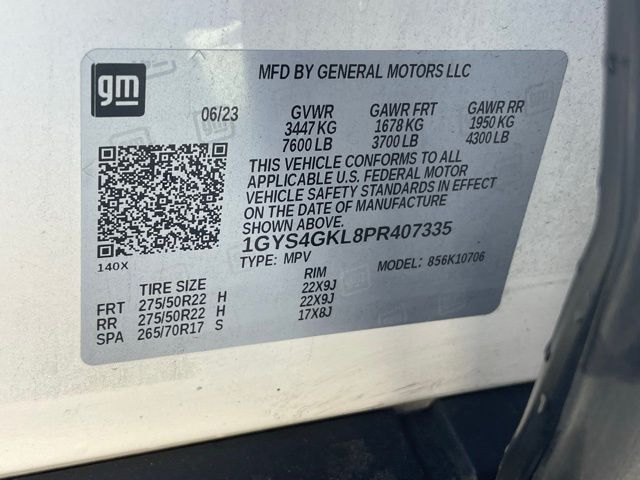 gm
MFD BY GENERAL MOTORS LLC
06/23 GVWR GAWR FRT GAWR RR
3447 KG 1678 KG 1950 KG
7600 LB 3700 LB 4300 LB
THIS VEHICLE CONFORMS TO ALL
APPLICABLE U.S. FEDERAL MOTOR
VEHICLE SAFETY STANDARDS IN EFFECT
ON THE DATE OF MANUFACTURE
SHOWN ABOVE.
1GYS4GKL8PR407335
140X TYPE: MPV MODEL: 856K10706
TIRE SIZE RIM
FRT 275/50R22 H 22X9J
RR 275/50R22 H 22X9J
SPA 265/70R17 S 17X8J